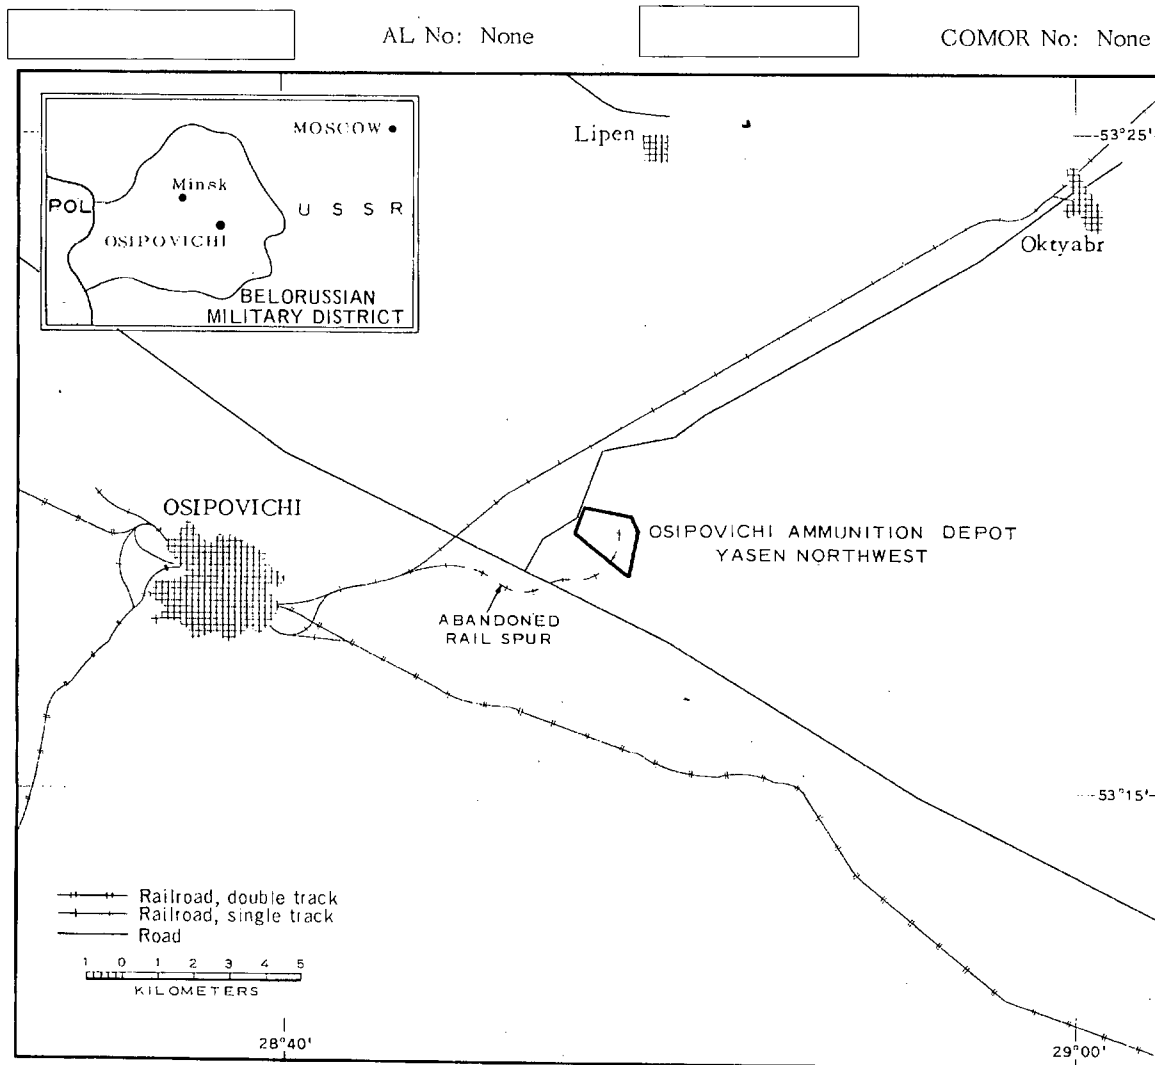 AL No: None
COMOR No: None
MOSCOW
Minsk
POL
U S S R
OSIPOVICHI
BELORUSSIAN
MILITARY DISTRICT
Lipen
53°25'
Oktyabr
OSIPOVICHI
OSIPOVICHI AMMUNITION DEPOT
YASEN NORTHWEST
ABANDONED
RAIL SPUR
53°15'
Railroad, double track
Railroad, single track
Road
1 0 1 2 3 4 5
KILOMETERS
28°40'
29°00'